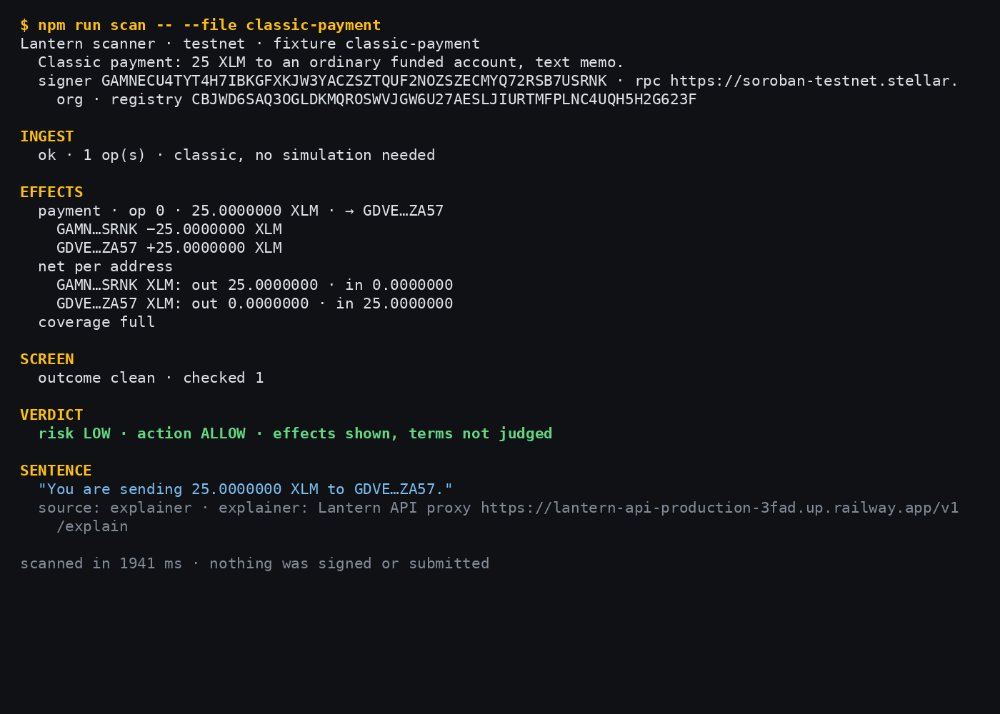 $ npm run scan -- --file classic-payment
Lantern scanner · testnet · fixture classic-payment
Classic payment: 25 XLM to an ordinary funded account, text memo.
signer GAMNECU4TYT4H7IBKGFXKJW3YACZSZTQUF2NOZSZECMYQ72RSB7USRNK · rpc https://soroban-testnet.stellar.
org · registry CBJWD6SAQ3OGLDKMQROSWVJGW6U27AESLJIURTMFPLNC4UQH5H2G623F
INGEST
ok · 1 op(s) · classic, no simulation needed
EFFECTS
payment · op 0 · 25.0000000 XLM · → GDVE…ZA57
GAMN…SRNK −25.0000000 XLM
GDVE…ZA57 +25.0000000 XLM
net per address
GAMN…SRNK XLM: out 25.0000000 · in 0.0000000
GDVE…ZA57 XLM: out 0.0000000 · in 25.0000000
coverage full
SCREEN
outcome clean · checked 1
VERDICT
risk LOW · action ALLOW · effects shown, terms not judged
SENTENCE
"You are sending 25.0000000 XLM to GDVE…ZA57."
source: explainer · explainer: Lantern API proxy https://lantern-api-production-3fad.up.railway.app/v1
/explain
scanned in 1941 ms · nothing was signed or submitted